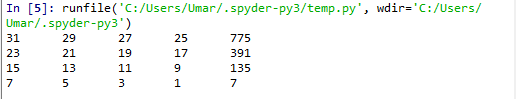 In [5]: runfile('C:/Users/Umar/.spyder-py3/temp.py', wdir='C:/Users/
Umar/.spyder-py3')
31 29 27 25 775
23 21 19 17 391
15 13 11 9 135
7 5 3 1 7